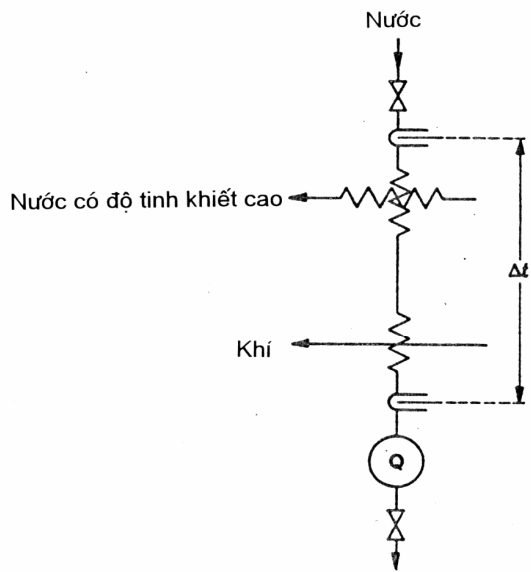 Nước
Nước có độ tinh khiết cao
Δt
Khí
Q